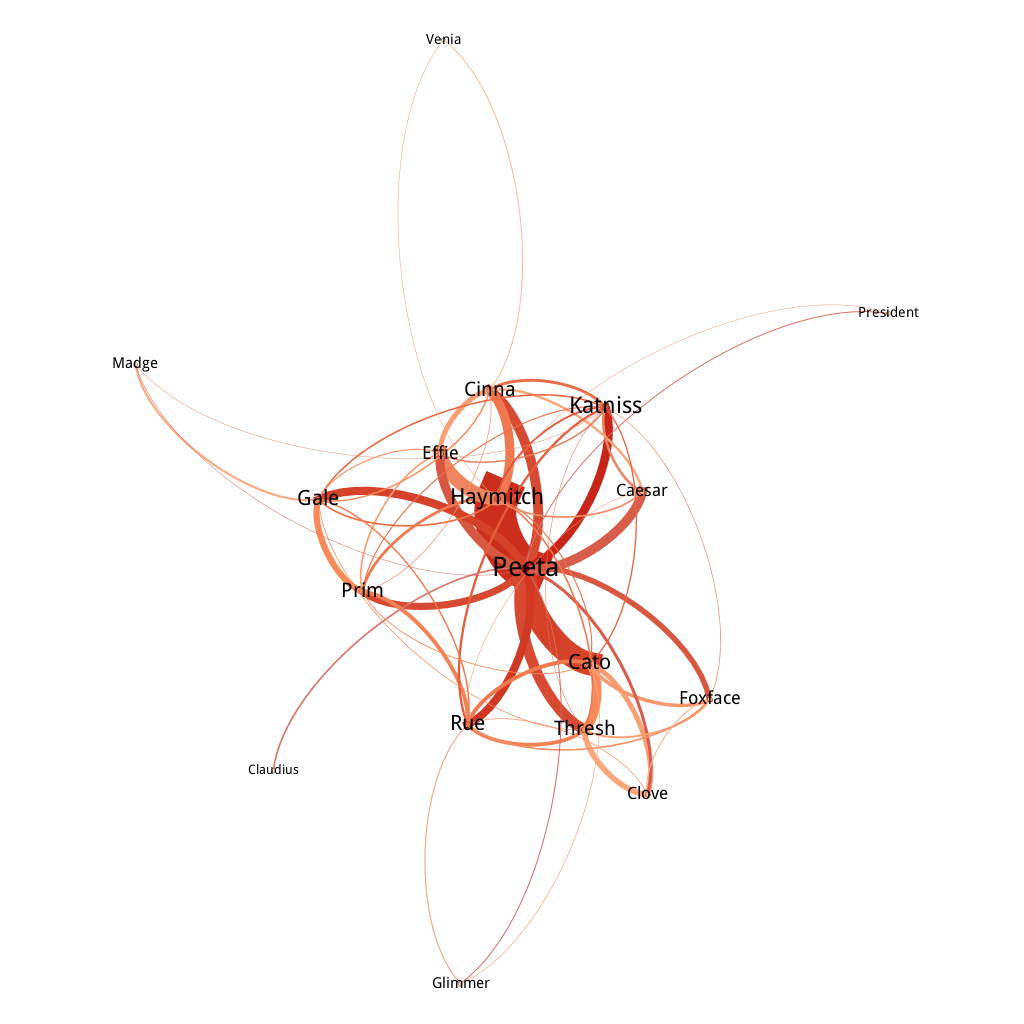 Venia
President
Madge
Cinna
Katniss
Effie
Caesar
Haymitch
Gale
Peeta
Prim
Cato
Foxface
Rue
Thresh
Claudius
Clove
Glimmer